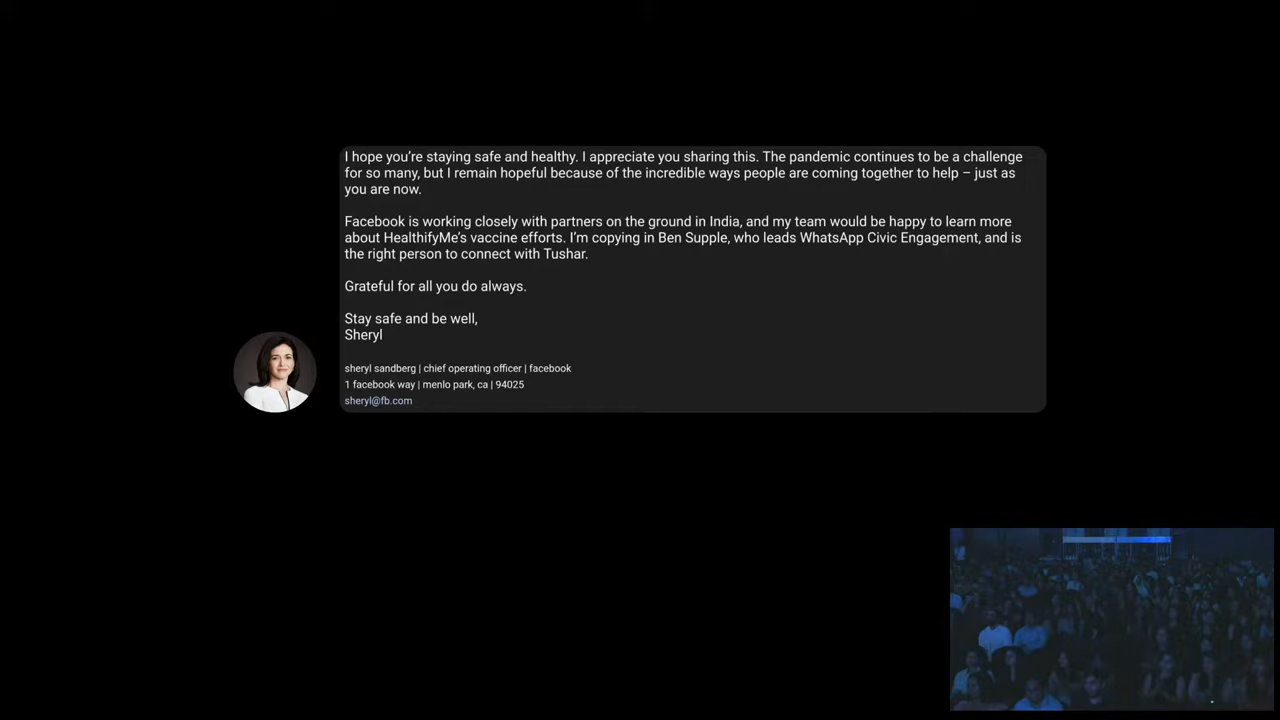 I hope you’re staying safe and healthy. I appreciate you sharing this. The pandemic continues to be a challenge
for so many, but I remain hopeful because of the incredible ways people are coming together to help – just as
you are now.
Facebook is working closely with partners on the ground in India, and my team would be happy to learn more
about HealthifyMe’s vaccine efforts. I’m copying in Ben Supple, who leads WhatsApp Civic Engagement, and is
the right person to connect with Tushar.
Grateful for all you do always.
Stay safe and be well,
Sheryl
sheryl sandberg | chief operating officer | facebook
1 facebook way | menlo park, ca | 94025
sheryl@fb.com